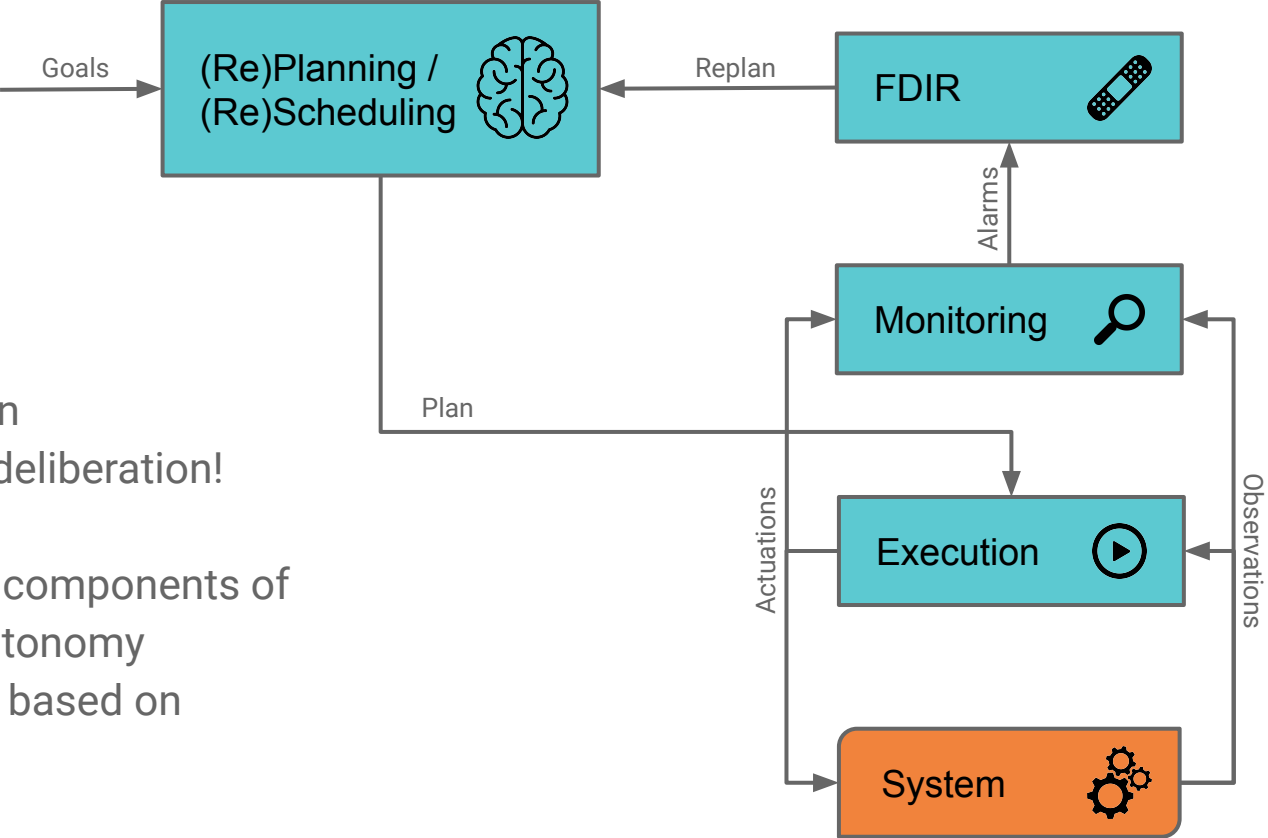 Goals
(Re)Planning /
(Re)Scheduling
Replan
FDIR
Alarms
Monitoring
Plan
deliberation!
Actuations
Execution
Observations
components of
based on
System